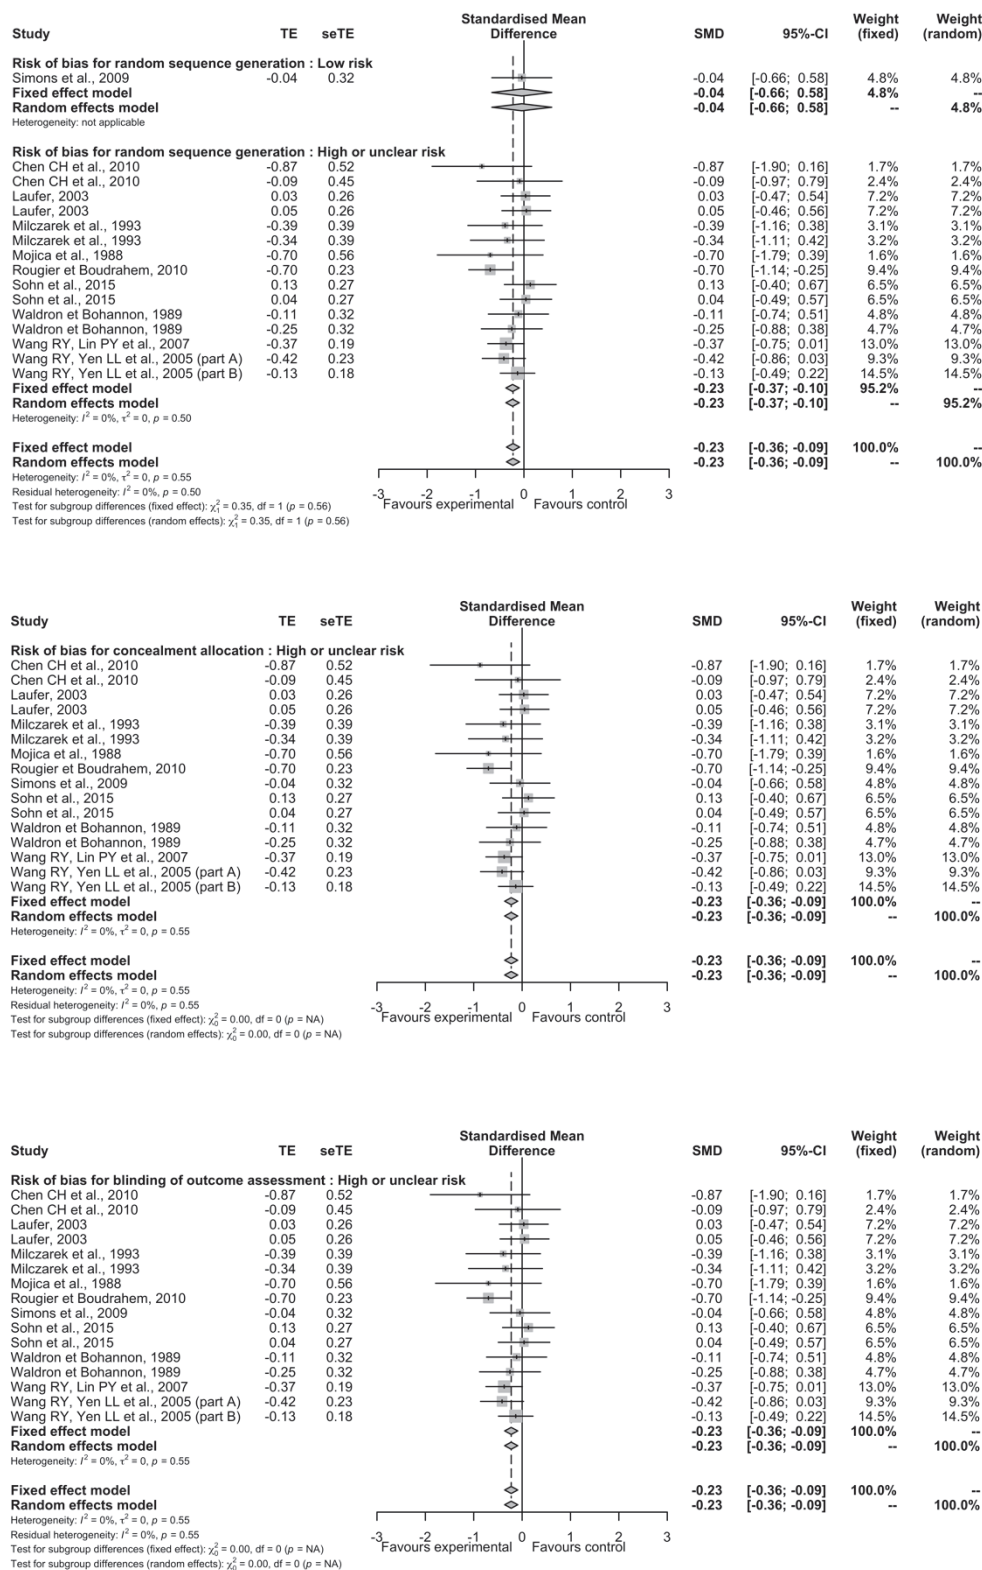 Standardised Mean Weight Weight
Study TE seTE Difference SMD 95%-CI (fixed) (random)
Risk of bias for random sequence generation : Low risk
Simons et al., 2009 -0.04 0.32 -0.04 [-0.66; 0.58] 4.8% 4.8%
Fixed effect model -0.04 [-0.66; 0.58] 4.8% --
Random effects model -0.04 [-0.66; 0.58] -- 4.8%
Heterogeneity: not applicable
Risk of bias for random sequence generation : High or unclear risk
Chen CH et al., 2010 -0.87 0.52 -0.87 [-1.90; 0.16] 1.7% 1.7%
Chen CH et al., 2010 -0.09 0.45 -0.09 [-0.97; 0.79] 2.4% 2.4%
Laufer, 2003 0.03 0.26 0.03 [-0.47; 0.54] 7.2% 7.2%
Laufer, 2003 0.05 0.26 0.05 [-0.46; 0.56] 7.2% 7.2%
Milczarek et al., 1993 -0.39 0.39 -0.39 [-1.16; 0.38] 3.1% 3.1%
Milczarek et al., 1993 -0.34 0.39 -0.34 [-1.11; 0.42] 3.2% 3.2%
Mojica et al., 1988 -0.70 0.56 -0.70 [-1.79; 0.39] 1.6% 1.6%
Rougier et Boudrahem, 2010 -0.70 0.23 -0.70 [-1.14; -0.25] 9.4% 9.4%
Sohn et al., 2015 0.13 0.27 0.13 [-0.40; 0.67] 6.5% 6.5%
Sohn et al., 2015 0.04 0.27 0.04 [-0.49; 0.57] 6.5% 6.5%
Waldron et Bohannon, 1989 -0.11 0.32 -0.11 [-0.74; 0.51] 4.8% 4.8%
Waldron et Bohannon, 1989 -0.25 0.32 -0.25 [-0.88; 0.38] 4.7% 4.7%
Wang RY, Lin PY et al., 2007 -0.37 0.19 -0.37 [-0.75; 0.01] 13.0% 13.0%
Wang RY, Yen LL et al., 2005 (part A) -0.42 0.23 -0.42 [-0.86; 0.03] 9.3% 9.3%
Wang RY, Yen LL et al., 2005 (part B) -0.13 0.18 -0.13 [-0.49; 0.22] 14.5% 14.5%
Fixed effect model -0.23 [-0.37; -0.10] 95.2% --
Random effects model -0.23 [-0.37; -0.10] -- 95.2%
Heterogeneity: I² = 0%, τ² = 0, p = 0.50
Fixed effect model -0.23 [-0.36; -0.09] 100.0% --
Random effects model -0.23 [-0.36; -0.09] -- 100.0%
Heterogeneity: I² = 0%, τ² = 0, p = 0.55
Residual heterogeneity: I² = 0%, p = 0.50
-3 -2 -1 0 1 2 3
Test for subgroup differences (fixed effect): χ²₁ = 0.35, df = 1 (p = 0.56) Favours experimental Favours control
Test for subgroup differences (random effects): χ²₁ = 0.35, df = 1 (p = 0.56)
Standardised Mean Weight Weight
Study TE seTE Difference SMD 95%-CI (fixed) (random)
Risk of bias for concealment allocation : High or unclear risk
Chen CH et al., 2010 -0.87 0.52 -0.87 [-1.90; 0.16] 1.7% 1.7%
Chen CH et al., 2010 -0.09 0.45 -0.09 [-0.97; 0.79] 2.4% 2.4%
Laufer, 2003 0.03 0.26 0.03 [-0.47; 0.54] 7.2% 7.2%
Laufer, 2003 0.05 0.26 0.05 [-0.46; 0.56] 7.2% 7.2%
Milczarek et al., 1993 -0.39 0.39 -0.39 [-1.16; 0.38] 3.1% 3.1%
Milczarek et al., 1993 -0.34 0.39 -0.34 [-1.11; 0.42] 3.2% 3.2%
Mojica et al., 1988 -0.70 0.56 -0.70 [-1.79; 0.39] 1.6% 1.6%
Rougier et Boudrahem, 2010 -0.70 0.23 -0.70 [-1.14; -0.25] 9.4% 9.4%
Simons et al., 2009 -0.04 0.32 -0.04 [-0.66; 0.58] 4.8% 4.8%
Sohn et al., 2015 0.13 0.27 0.13 [-0.40; 0.67] 6.5% 6.5%
Sohn et al., 2015 0.04 0.27 0.04 [-0.49; 0.57] 6.5% 6.5%
Waldron et Bohannon, 1989 -0.11 0.32 -0.11 [-0.74; 0.51] 4.8% 4.8%
Waldron et Bohannon, 1989 -0.25 0.32 -0.25 [-0.88; 0.38] 4.7% 4.7%
Wang RY, Lin PY et al., 2007 -0.37 0.19 -0.37 [-0.75; 0.01] 13.0% 13.0%
Wang RY, Yen LL et al., 2005 (part A) -0.42 0.23 -0.42 [-0.86; 0.03] 9.3% 9.3%
Wang RY, Yen LL et al., 2005 (part B) -0.13 0.18 -0.13 [-0.49; 0.22] 14.5% 14.5%
Fixed effect model -0.23 [-0.36; -0.09] 100.0% --
Random effects model -0.23 [-0.36; -0.09] -- 100.0%
Heterogeneity: I² = 0%, τ² = 0, p = 0.55
Fixed effect model -0.23 [-0.36; -0.09] 100.0% --
Random effects model -0.23 [-0.36; -0.09] -- 100.0%
Heterogeneity: I² = 0%, τ² = 0, p = 0.55
Residual heterogeneity: I² = 0%, p = 0.55
-3 -2 -1 0 1 2 3
Test for subgroup differences (fixed effect): χ²₀ = 0.00, df = 0 (p = NA) Favours experimental Favours control
Test for subgroup differences (random effects): χ²₀ = 0.00, df = 0 (p = NA)
Standardised Mean Weight Weight
Study TE seTE Difference SMD 95%-CI (fixed) (random)
Risk of bias for blinding of outcome assessment : High or unclear risk
Chen CH et al., 2010 -0.87 0.52 -0.87 [-1.90; 0.16] 1.7% 1.7%
Chen CH et al., 2010 -0.09 0.45 -0.09 [-0.97; 0.79] 2.4% 2.4%
Laufer, 2003 0.03 0.26 0.03 [-0.47; 0.54] 7.2% 7.2%
Laufer, 2003 0.05 0.26 0.05 [-0.46; 0.56] 7.2% 7.2%
Milczarek et al., 1993 -0.39 0.39 -0.39 [-1.16; 0.38] 3.1% 3.1%
Milczarek et al., 1993 -0.34 0.39 -0.34 [-1.11; 0.42] 3.2% 3.2%
Mojica et al., 1988 -0.70 0.56 -0.70 [-1.79; 0.39] 1.6% 1.6%
Rougier et Boudrahem, 2010 -0.70 0.23 -0.70 [-1.14; -0.25] 9.4% 9.4%
Simons et al., 2009 -0.04 0.32 -0.04 [-0.66; 0.58] 4.8% 4.8%
Sohn et al., 2015 0.13 0.27 0.13 [-0.40; 0.67] 6.5% 6.5%
Sohn et al., 2015 0.04 0.27 0.04 [-0.49; 0.57] 6.5% 6.5%
Waldron et Bohannon, 1989 -0.11 0.32 -0.11 [-0.74; 0.51] 4.8% 4.8%
Waldron et Bohannon, 1989 -0.25 0.32 -0.25 [-0.88; 0.38] 4.7% 4.7%
Wang RY, Lin PY et al., 2007 -0.37 0.19 -0.37 [-0.75; 0.01] 13.0% 13.0%
Wang RY, Yen LL et al., 2005 (part A) -0.42 0.23 -0.42 [-0.86; 0.03] 9.3% 9.3%
Wang RY, Yen LL et al., 2005 (part B) -0.13 0.18 -0.13 [-0.49; 0.22] 14.5% 14.5%
Fixed effect model -0.23 [-0.36; -0.09] 100.0% --
Random effects model -0.23 [-0.36; -0.09] -- 100.0%
Heterogeneity: I² = 0%, τ² = 0, p = 0.55
Fixed effect model -0.23 [-0.36; -0.09] 100.0% --
Random effects model -0.23 [-0.36; -0.09] -- 100.0%
Heterogeneity: I² = 0%, τ² = 0, p = 0.55
Residual heterogeneity: I² = 0%, p = 0.55
-3 -2 -1 0 1 2 3
Test for subgroup differences (fixed effect): χ²₀ = 0.00, df = 0 (p = NA) Favours experimental Favours control
Test for subgroup differences (random effects): χ²₀ = 0.00, df = 0 (p = NA)